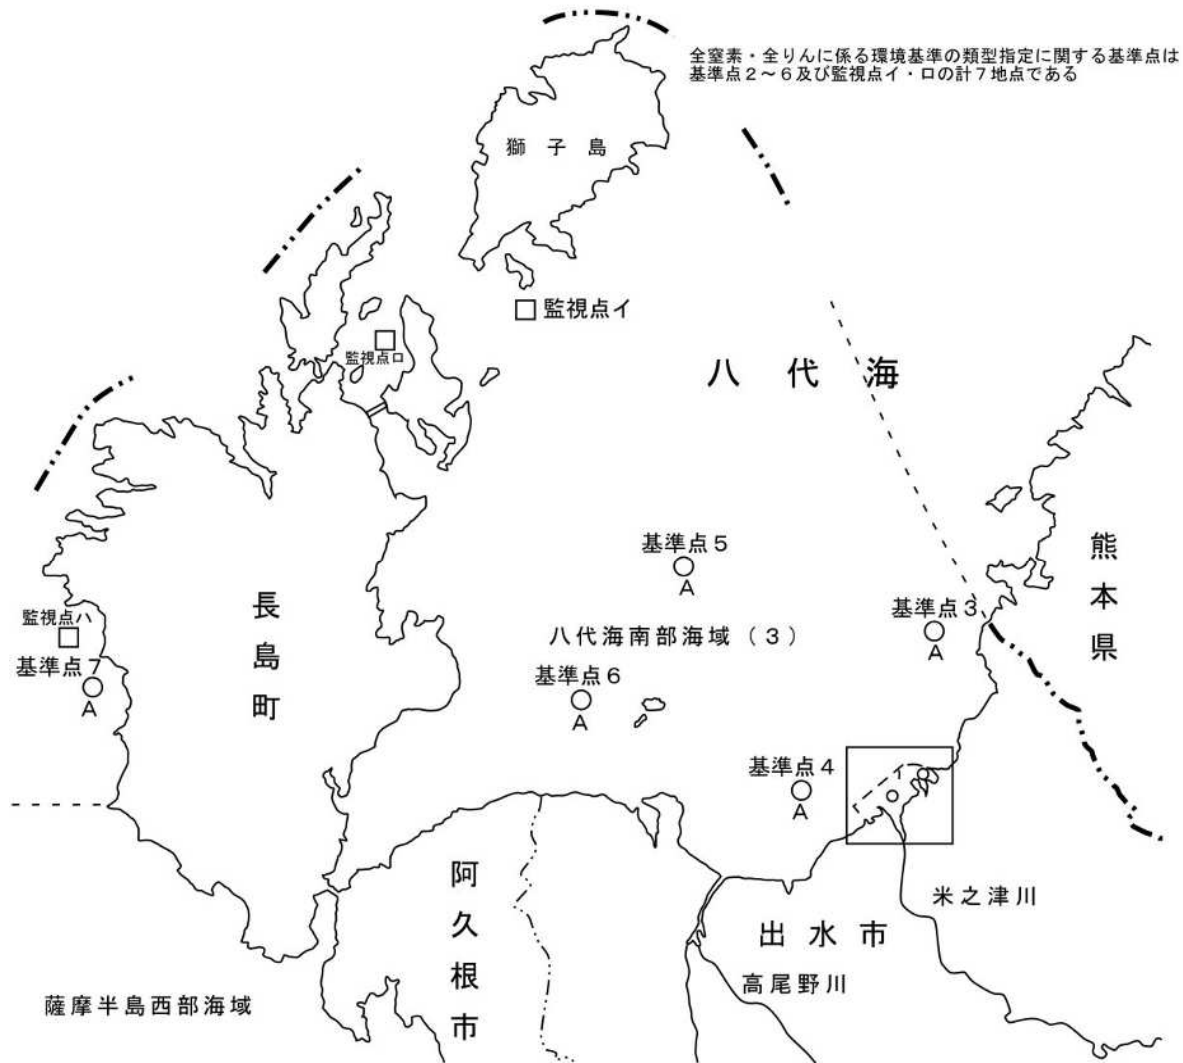 全窒素・全りんに係る環境基準の類型指定に関する基準点は
基準点２～６及び監視点イ・ロの計７地点である
獅子島
監視点イ
監視点ロ
八代海
基準点５
A
熊本県
長島町
基準点３
A
監視点ハ
八代海南部海域（３）
基準点７
A
基準点６
A
基準点４
A
阿久根市
米之津川
出水市
高尾野川
薩摩半島西部海域